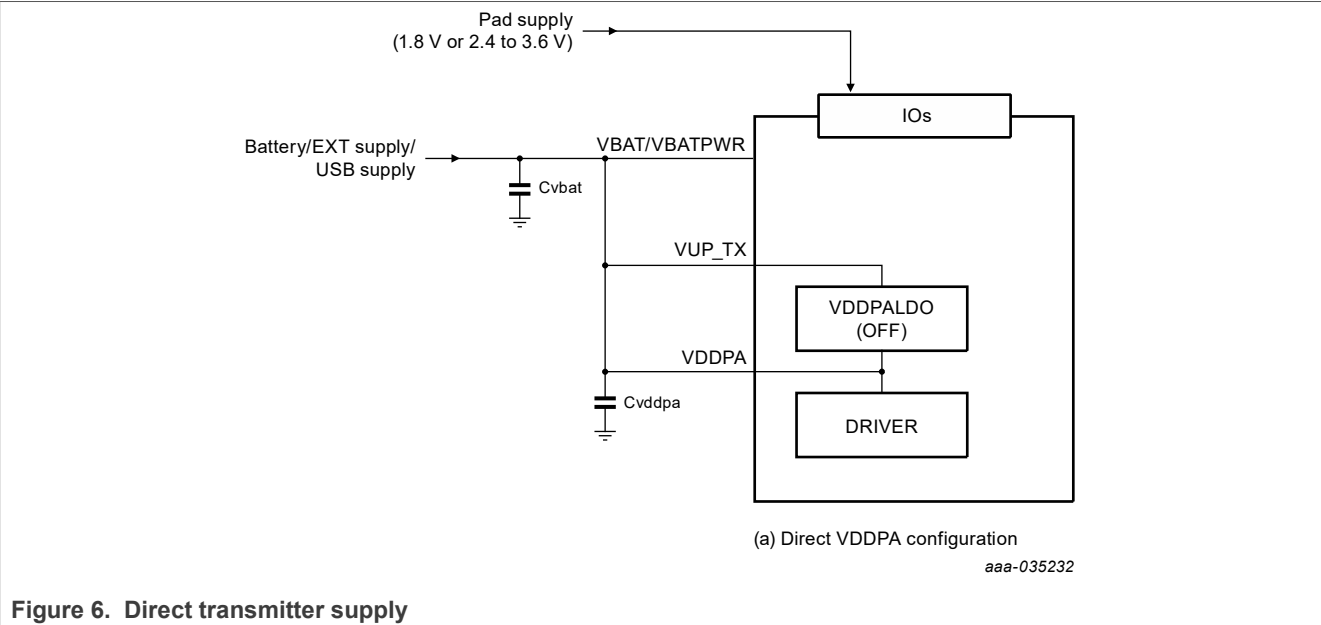 Pad supply
(1.8 V or 2.4 to 3.6 V)
IOs
Battery/EXT supply/
USB supply
VBAT/VBATPWR
Cvbat
VUP_TX
VDDPALDO
(OFF)
VDDPA
Cvddpa
DRIVER
(a) Direct VDDPA configuration
aaa-035232
Figure 6. Direct transmitter supply